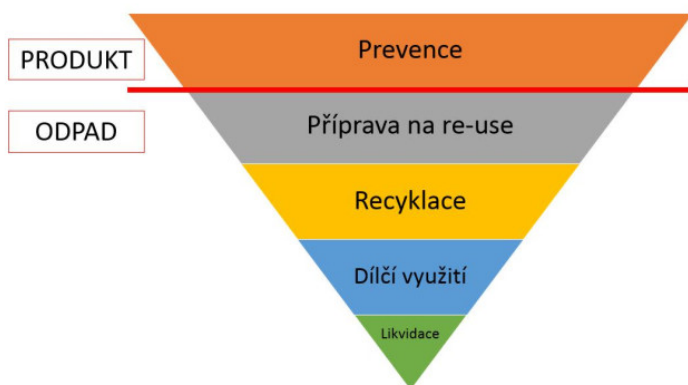 PRODUKT
Prevence
ODPAD
Příprava na re-use
Recyklace
Dílčí využití
Likvidace